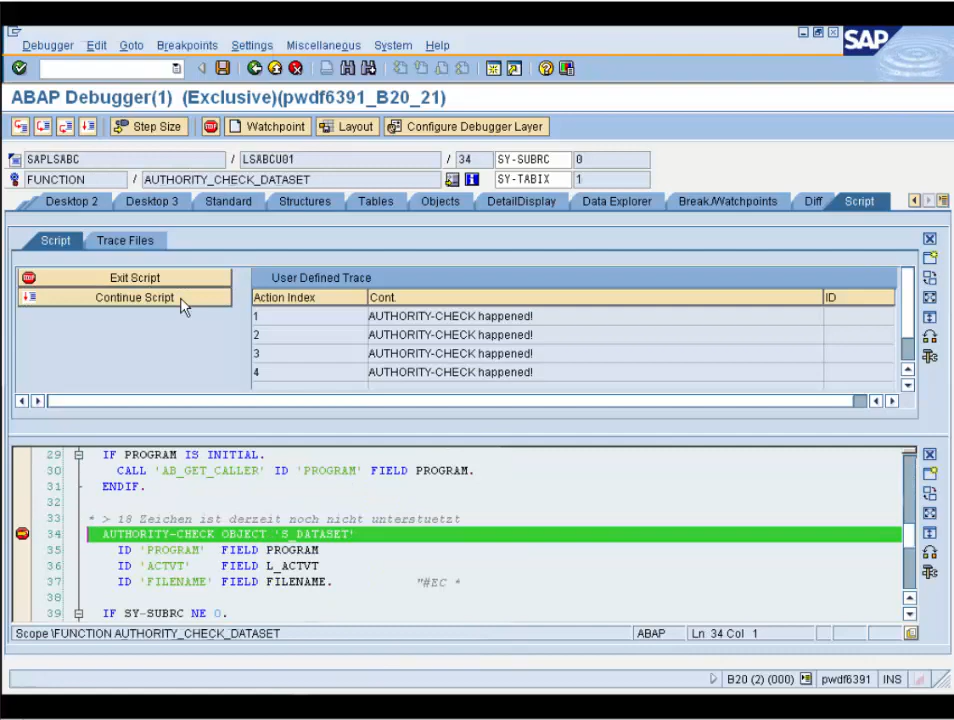 Debugger Edit Goto Breakpoints Settings Miscellaneous System Help
SAP
ABAP Debugger(1) (Exclusive)(pwdf6391_B20_21)
Step Size Watchpoint Layout Configure Debugger Layer
SAPLSABC / LSABCU01 / 34 SY-SUBRC 0
FUNCTION / AUTHORITY_CHECK_DATASET SY-TABIX 1
Desktop 2 Desktop 3 Standard Structures Tables Objects DetailDisplay Data Explorer Break./Watchpoints Diff Script
Script Trace Files
Exit Script User Defined Trace
Continue Script Action Index Cont. ID
1 AUTHORITY-CHECK happened!
2 AUTHORITY-CHECK happened!
3 AUTHORITY-CHECK happened!
4 AUTHORITY-CHECK happened!
29 IF PROGRAM IS INITIAL.
30 CALL 'AB_GET_CALLER' ID 'PROGRAM' FIELD PROGRAM.
31 ENDIF.
32
33 * > 18 Zeichen ist derzeit noch nicht unterstuetzt
34 AUTHORITY-CHECK OBJECT 'S_DATASET'
35 ID 'PROGRAM' FIELD PROGRAM
36 ID 'ACTVT' FIELD L_ACTVT
37 ID 'FILENAME' FIELD FILENAME. "#EC *
38
39 IF SY-SUBRC NE 0.
Scope \FUNCTION AUTHORITY_CHECK_DATASET ABAP Ln 34 Col 1
B20 (2) (000) pwdf6391 INS